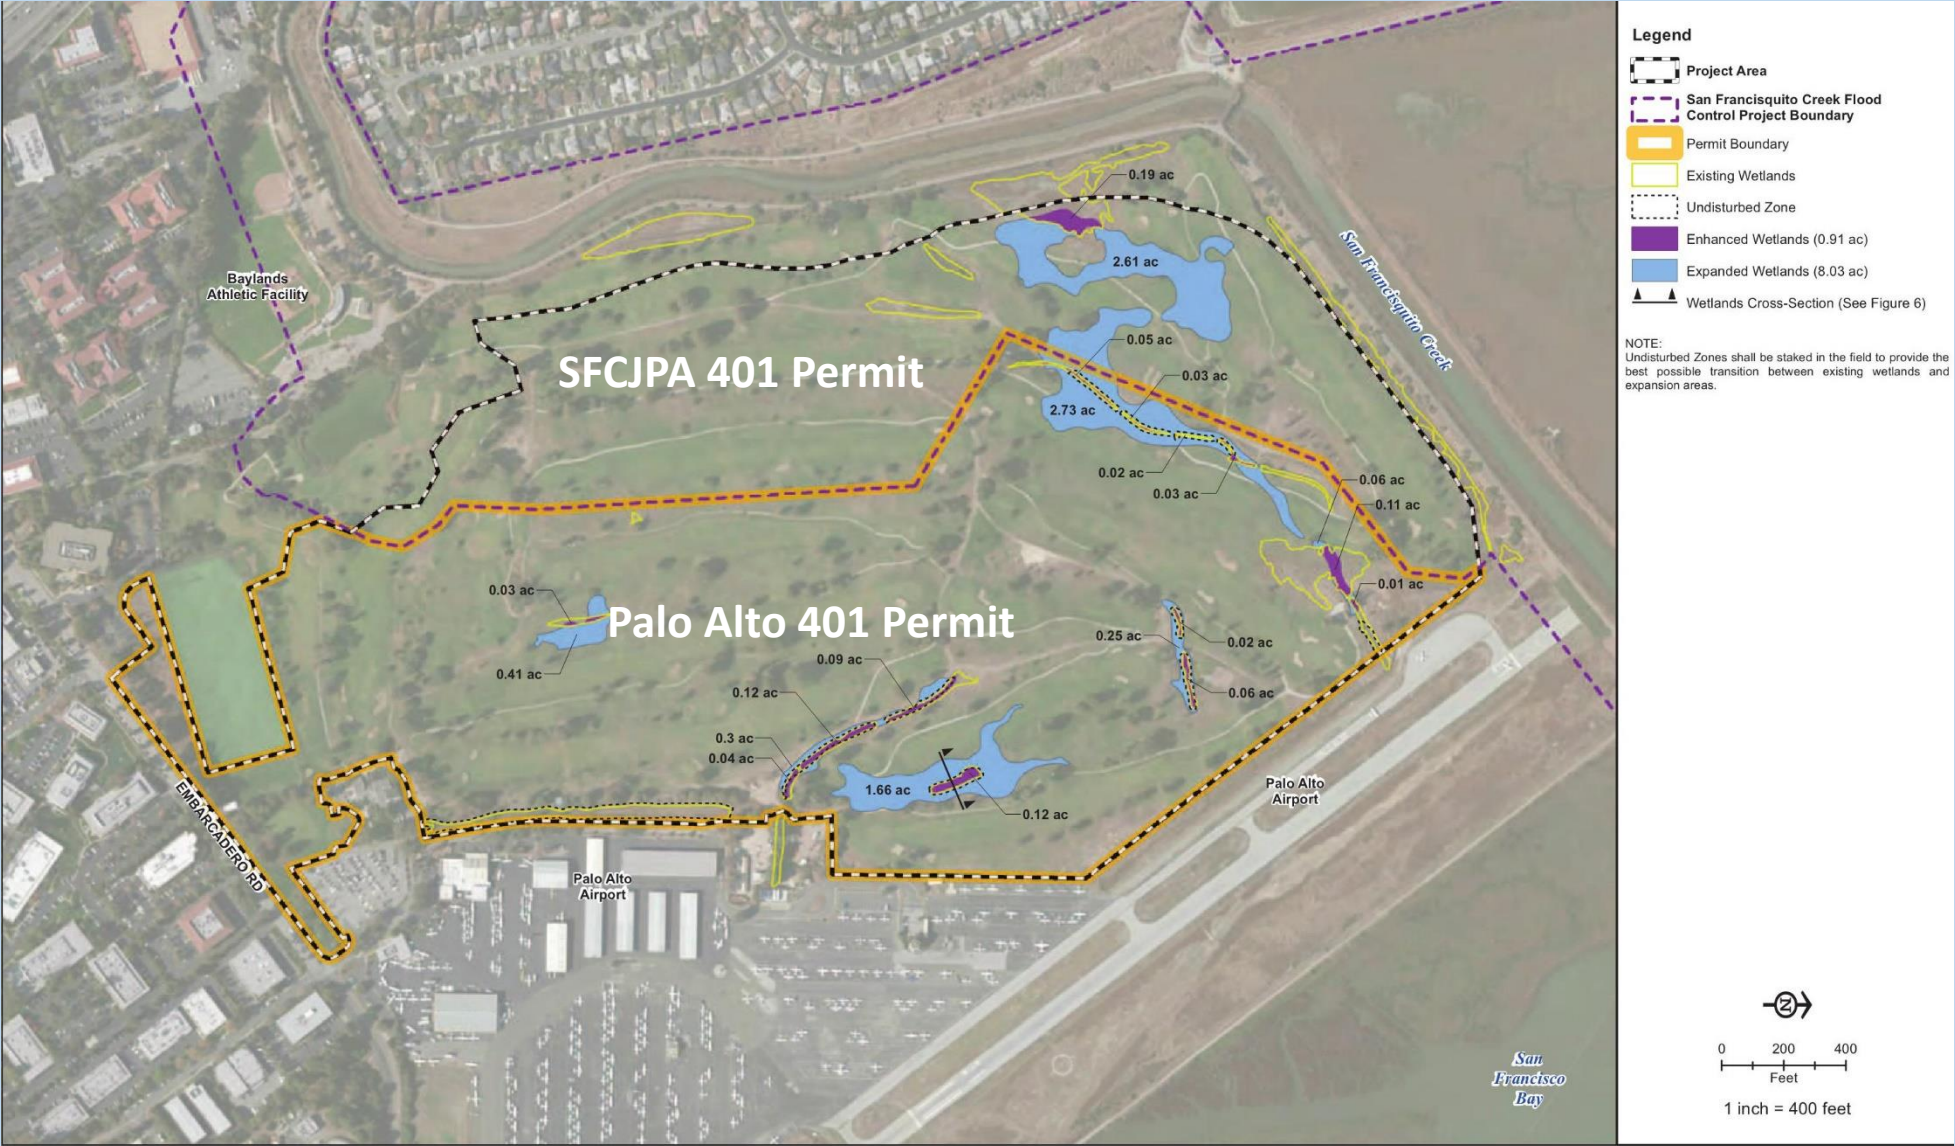 Baylands
Athletic Facility
SFCJPA 401 Permit
Palo Alto 401 Permit
San Francisquito Creek
0.19 ac
2.61 ac
0.05 ac
0.03 ac
2.73 ac
0.02 ac
0.03 ac
0.06 ac
0.11 ac
0.01 ac
0.03 ac
0.41 ac
0.25 ac
0.02 ac
0.06 ac
0.09 ac
0.12 ac
0.3 ac
0.04 ac
1.66 ac
0.12 ac
EMBARCADERO RD
Palo Alto
Airport
Palo Alto
Airport
San
Francisco
Bay
Legend
Project Area
San Francisquito Creek Flood
Control Project Boundary
Permit Boundary
Existing Wetlands
Undisturbed Zone
Enhanced Wetlands (0.91 ac)
Expanded Wetlands (8.03 ac)
Wetlands Cross-Section (See Figure 6)
NOTE:
Undisturbed Zones shall be staked in the field to provide the
best possible transition between existing wetlands and
expansion areas.
N
0 200 400
Feet
1 inch = 400 feet